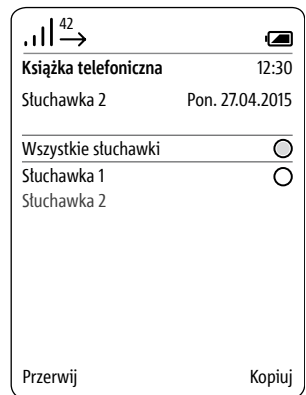 42
Książka telefoniczna 12:30
Słuchawka 2 Pon. 27.04.2015
Wszystkie słuchawki
Słuchawka 1
Słuchawka 2
Przerwij Kopiuj